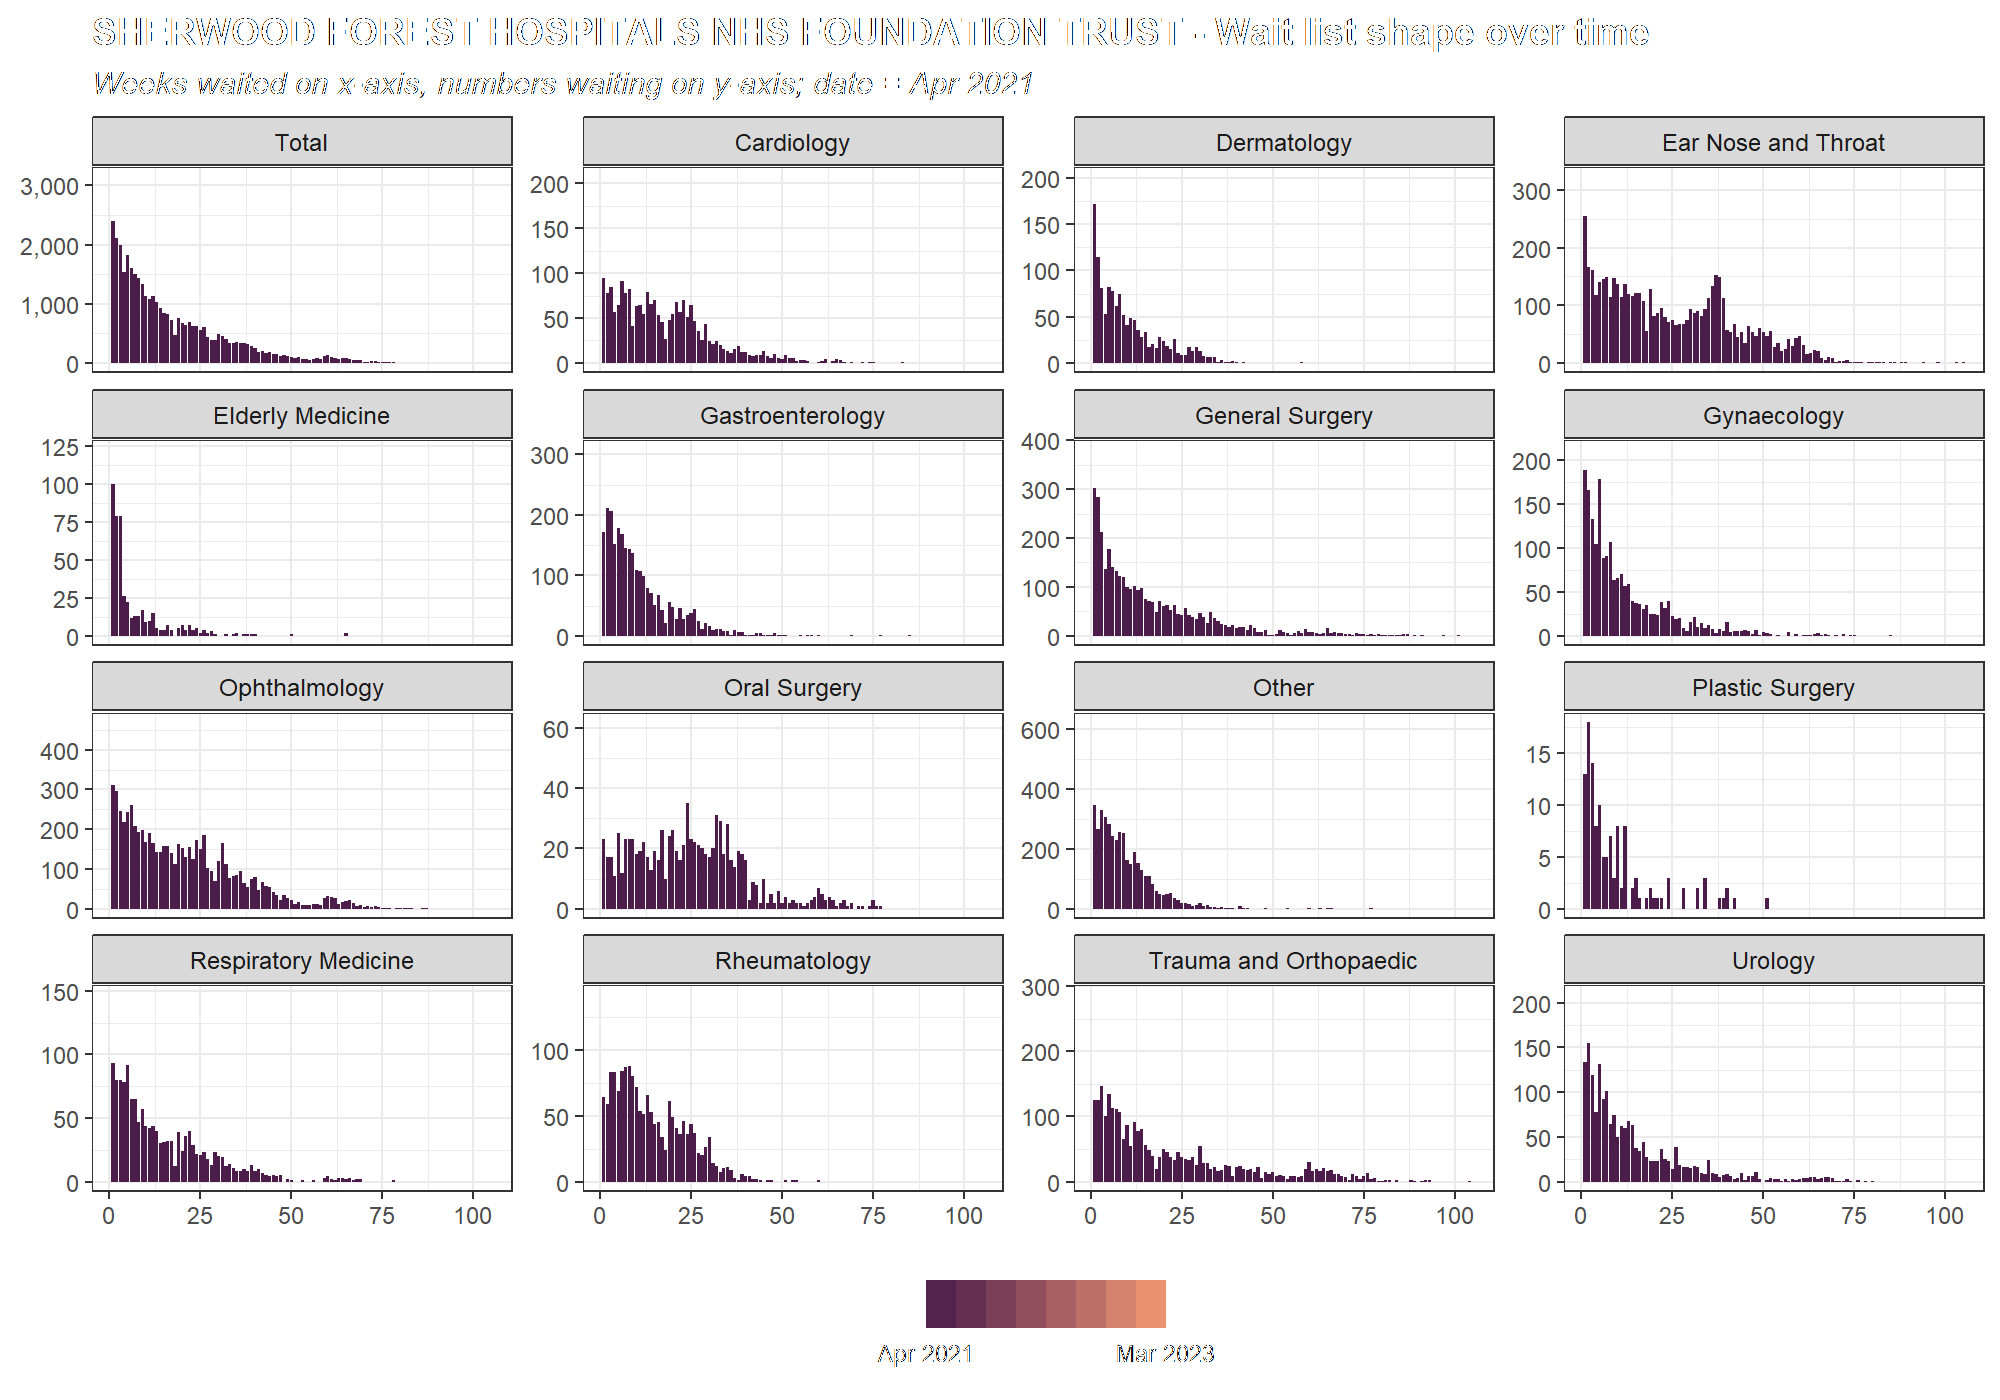 SHERWOOD FOREST HOSPITALS NHS FOUNDATION TRUST - Wait list shape over time
Weeks waited on x-axis, numbers waiting on y-axis; date = Apr 2021
Total Cardiology Dermatology Ear Nose and Throat
3,000 2,000 1,000 0
200 150 100 50 0
200 150 100 50 0
300 200 100 0
Elderly Medicine Gastroenterology General Surgery Gynaecology
125 100 75 50 25 0
300 200 100 0
400 300 200 100 0
200 150 100 50 0
Ophthalmology Oral Surgery Other Plastic Surgery
400 300 200 100 0
60 40 20 0
600 400 200 0
15 10 5 0
Respiratory Medicine Rheumatology Trauma and Orthopaedic Urology
150 100 50 0
100 50 0
300 200 100 0
200 150 100 50 0
0 25 50 75 100 0 25 50 75 100 0 25 50 75 100 0 25 50 75 100
Apr 2021 Mar 2023